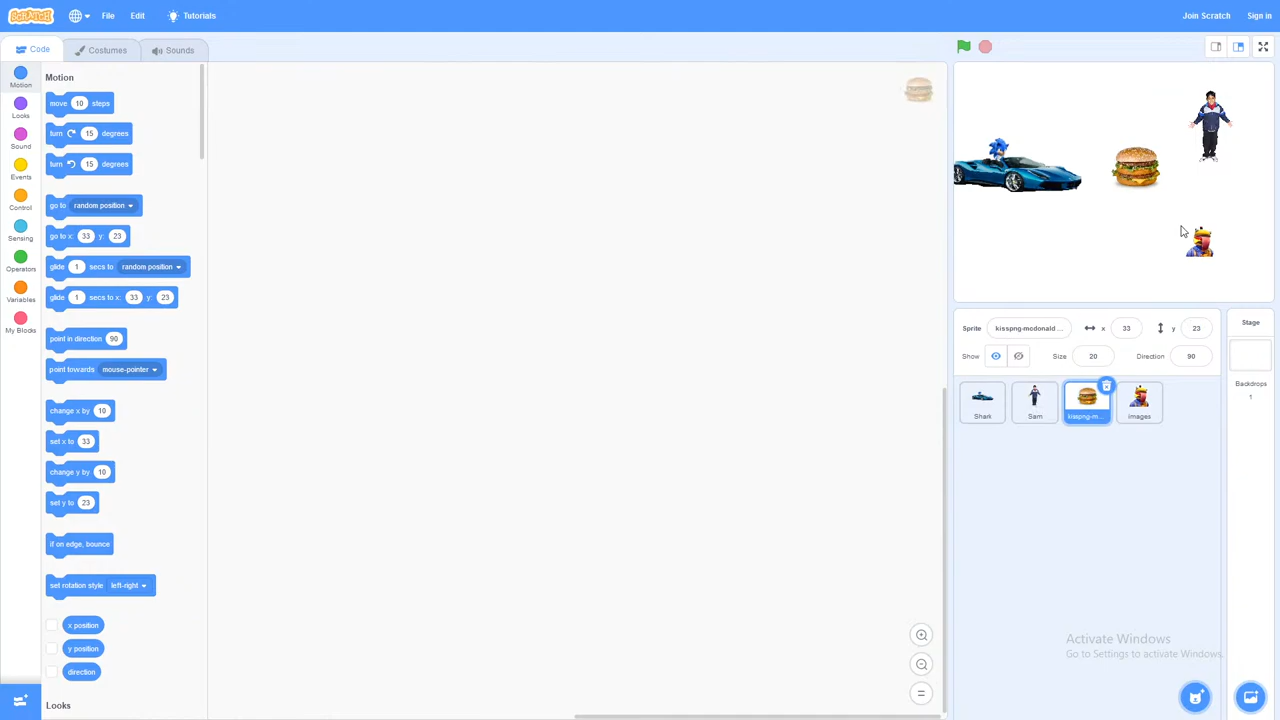 SCRATCH
File
Edit
Tutorials
Join Scratch
Sign in
Code
Costumes
Sounds
Motion
Looks
Sound
Events
Control
Sensing
Operators
Variables
My Blocks
Motion
move 10 steps
turn 15 degrees
turn 15 degrees
go to random position
go to x: 33 y: 23
glide 1 secs to random position
glide 1 secs to x: 33 y: 23
point in direction 90
point towards mouse-pointer
change x by 10
set x to 33
change y by 10
set y to 23
if on edge, bounce
set rotation style left-right
x position
y position
direction
Looks
Sprite kisspng-mcdonald ... x 33 y 23
Show Size 20 Direction 90
Shark
Sam
kisspng-m...
images
Stage
Backdrops
1
Activate Windows
Go to Settings to activate Windows.